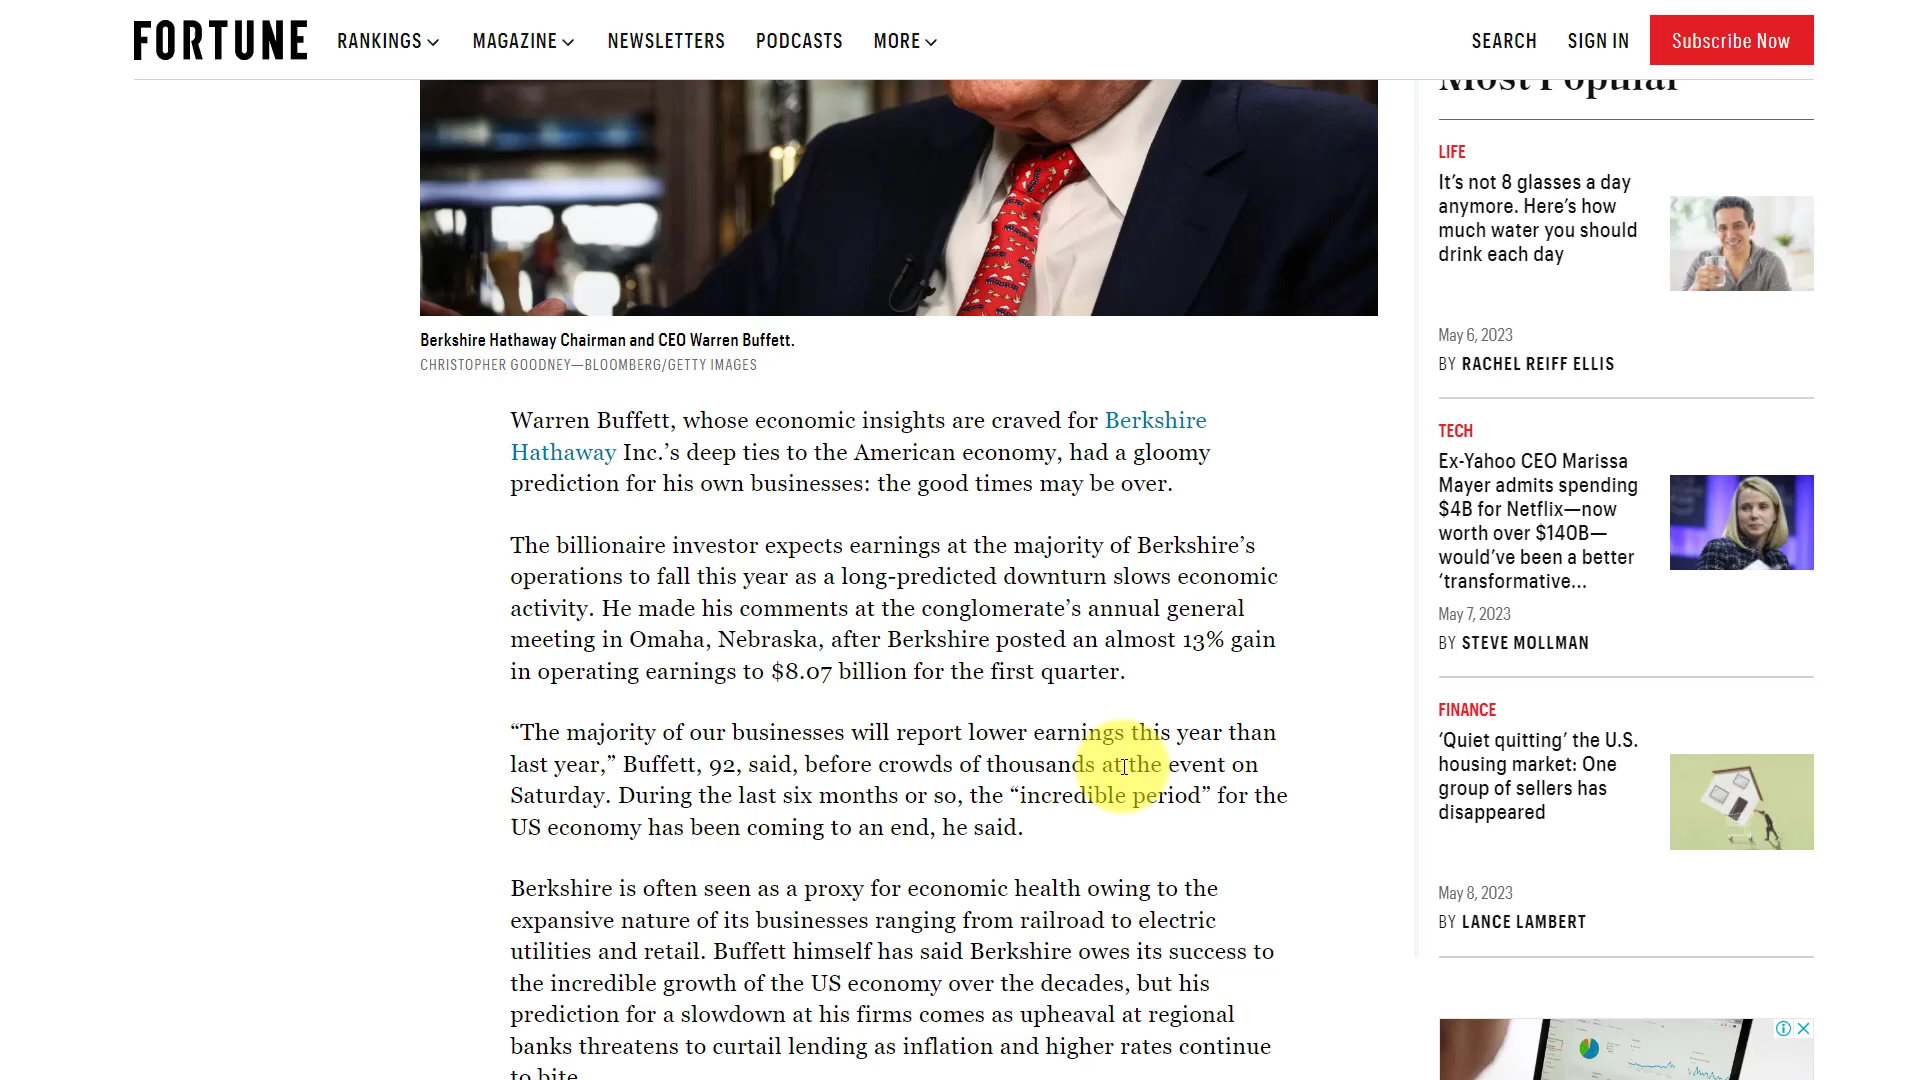 FORTUNE
RANKINGS
MAGAZINE
NEWSLETTERS
PODCASTS
MORE
SEARCH
SIGN IN
Subscribe Now
Berkshire Hathaway Chairman and CEO Warren Buffett.
CHRISTOPHER GOODNEY—BLOOMBERG/GETTY IMAGES
Warren Buffett, whose economic insights are craved for Berkshire
Hathaway Inc.’s deep ties to the American economy, had a gloomy
prediction for his own businesses: the good times may be over.
The billionaire investor expects earnings at the majority of Berkshire’s
operations to fall this year as a long-predicted downturn slows economic
activity. He made his comments at the conglomerate’s annual general
meeting in Omaha, Nebraska, after Berkshire posted an almost 13% gain
in operating earnings to $8.07 billion for the first quarter.
“The majority of our businesses will report lower earnings this year than
last year,” Buffett, 92, said, before crowds of thousands at the event on
Saturday. During the last six months or so, the “incredible period” for the
US economy has been coming to an end, he said.
Berkshire is often seen as a proxy for economic health owing to the
expansive nature of its businesses ranging from railroad to electric
utilities and retail. Buffett himself has said Berkshire owes its success to
the incredible growth of the US economy over the decades, but his
prediction for a slowdown at his firms comes as upheaval at regional
banks threatens to curtail lending as inflation and higher rates continue
to bite.
Most Popular
LIFE
It’s not 8 glasses a day
anymore. Here’s how
much water you should
drink each day
May 6, 2023
BY RACHEL REIFF ELLIS
TECH
Ex-Yahoo CEO Marissa
Mayer admits spending
$4B for Netflix—now
worth over $140B—
would’ve been a better
‘transformative...
May 7, 2023
BY STEVE MOLLMAN
FINANCE
‘Quiet quitting’ the U.S.
housing market: One
group of sellers has
disappeared
May 8, 2023
BY LANCE LAMBERT